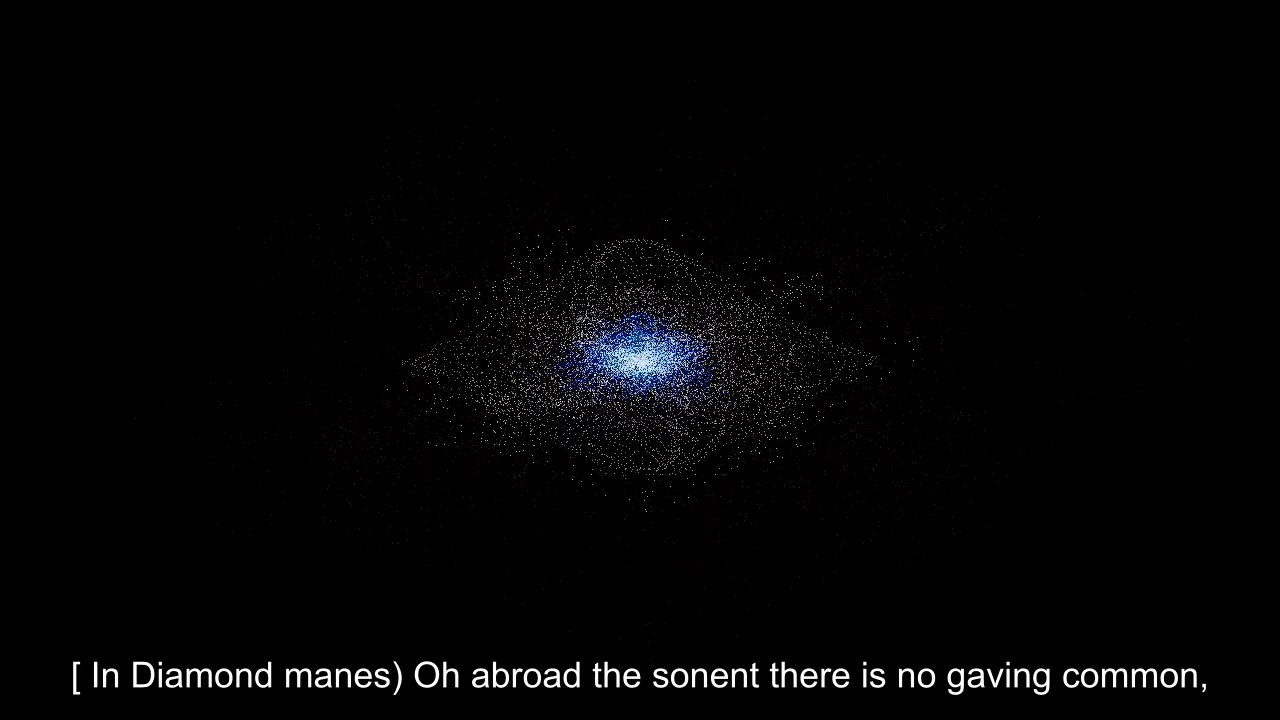 [ In Diamond manes) Oh abroad the sonent there is no gaving common,